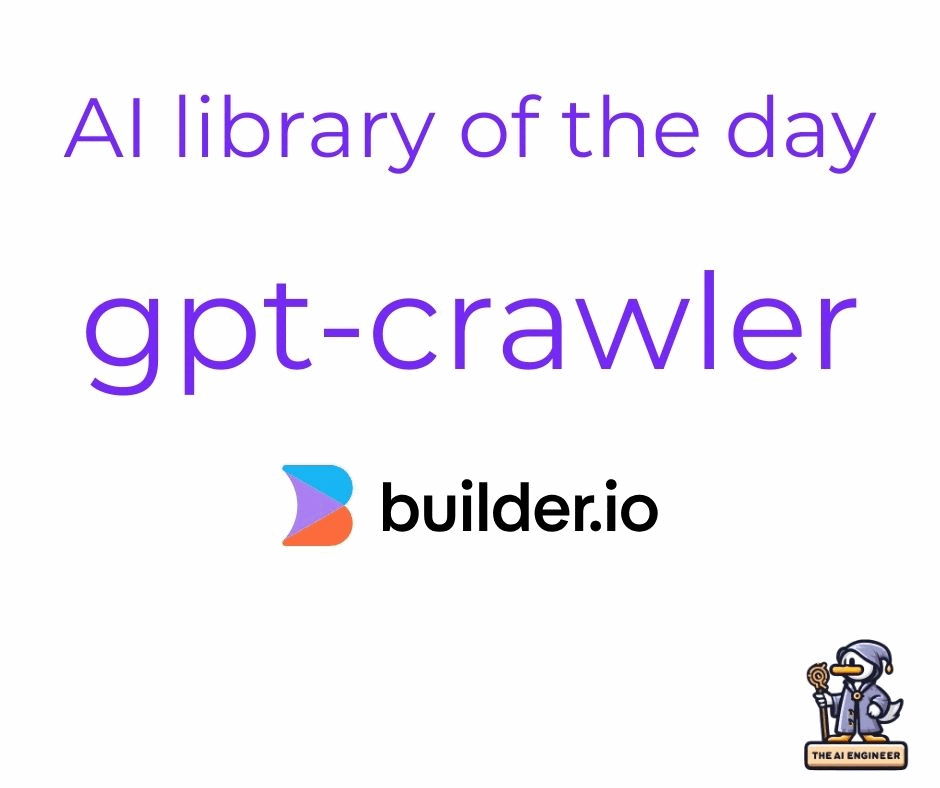 AI library of the day
gpt-crawler
builder.io
THE AI ENGINEER